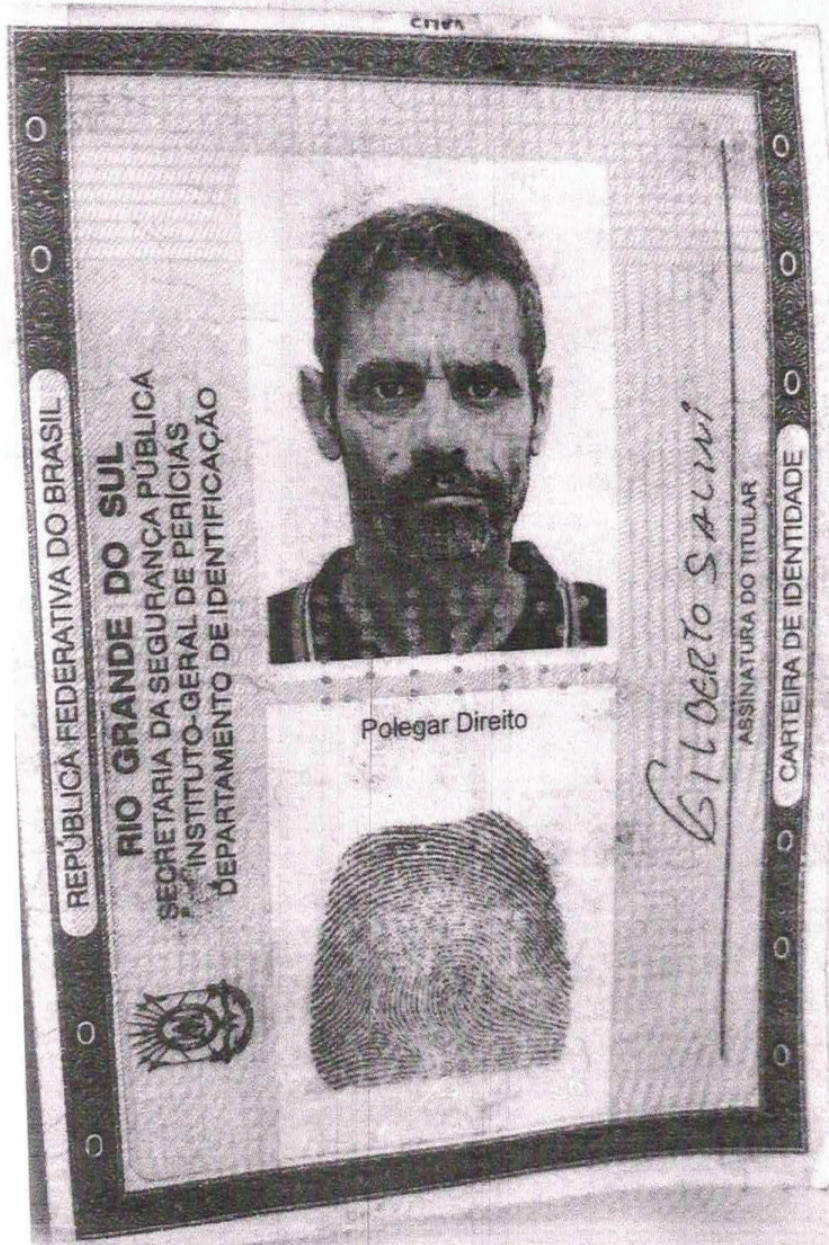 REPÚBLICA FEDERATIVA DO BRASIL
RIO GRANDE DO SUL
SECRETARIA DA SEGURANÇA PÚBLICA
INSTITUTO-GERAL DE PERÍCIAS
DEPARTAMENTO DE IDENTIFICAÇÃO
Polegar Direito
GILBERTO SALINI
ASSINATURA DO TITULAR
CARTEIRA DE IDENTIDADE